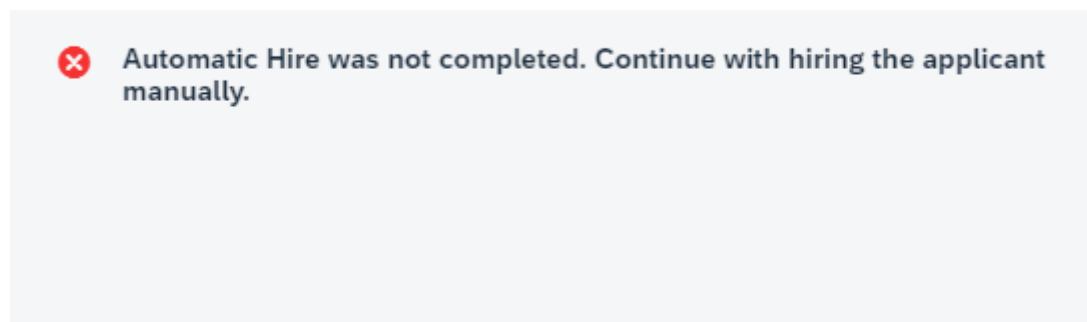 Automatic Hire was not completed. Continue with hiring the applicant
manually.